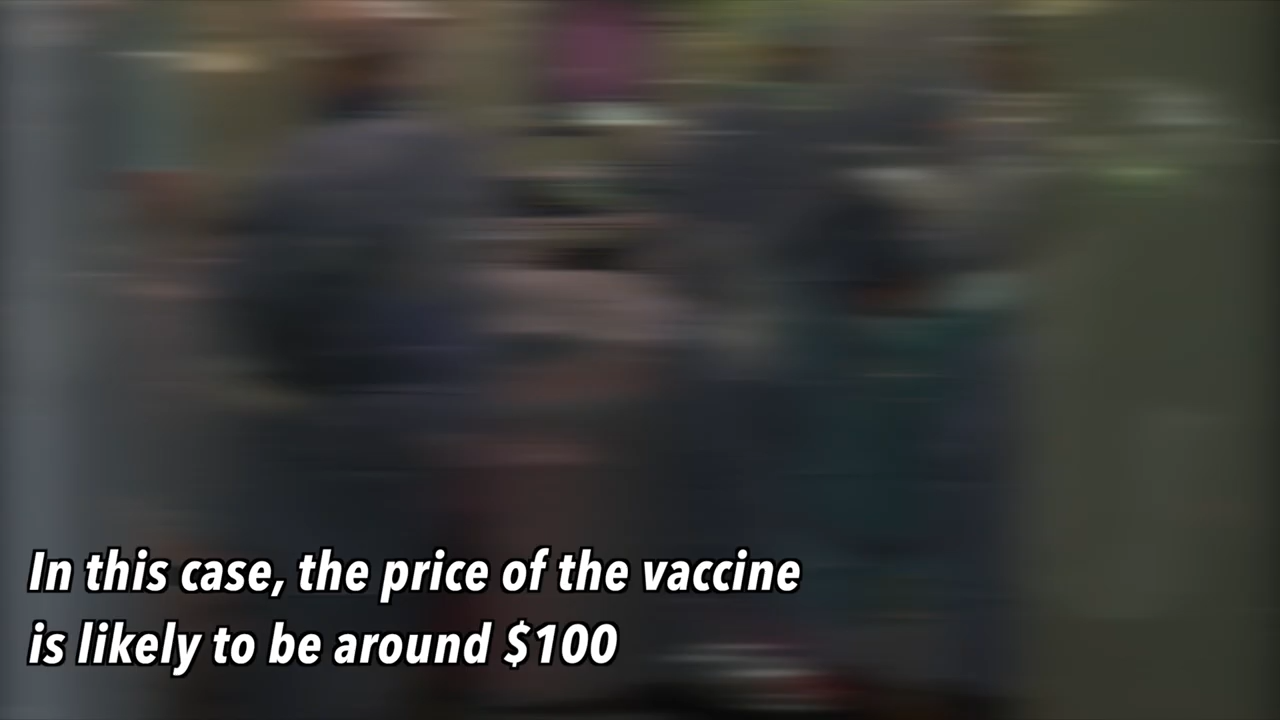 In this case, the price of the vaccine
is likely to be around $100